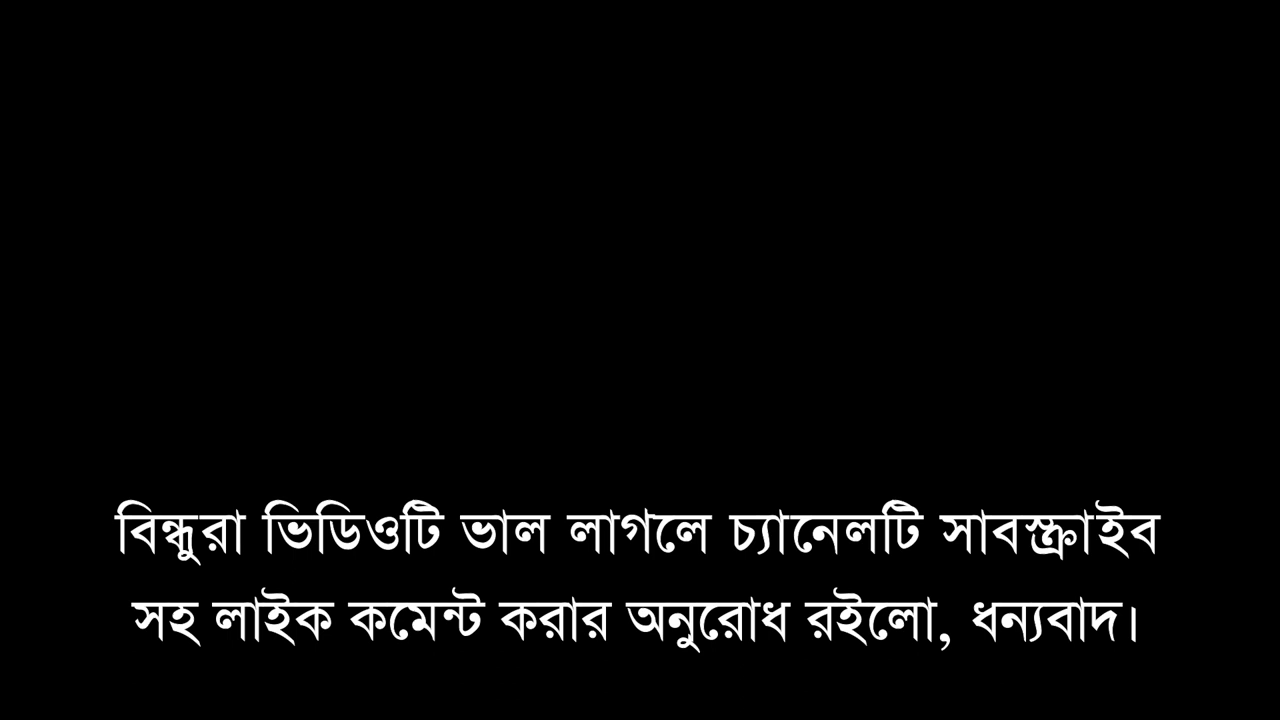 বিন্ধুরা ভিডিওটি ভাল লাগলে চ্যানেলটি সাবস্ক্রাইব
সহ লাইক কমেন্ট করার অনুরোধ রইলো, ধন্যবাদ।